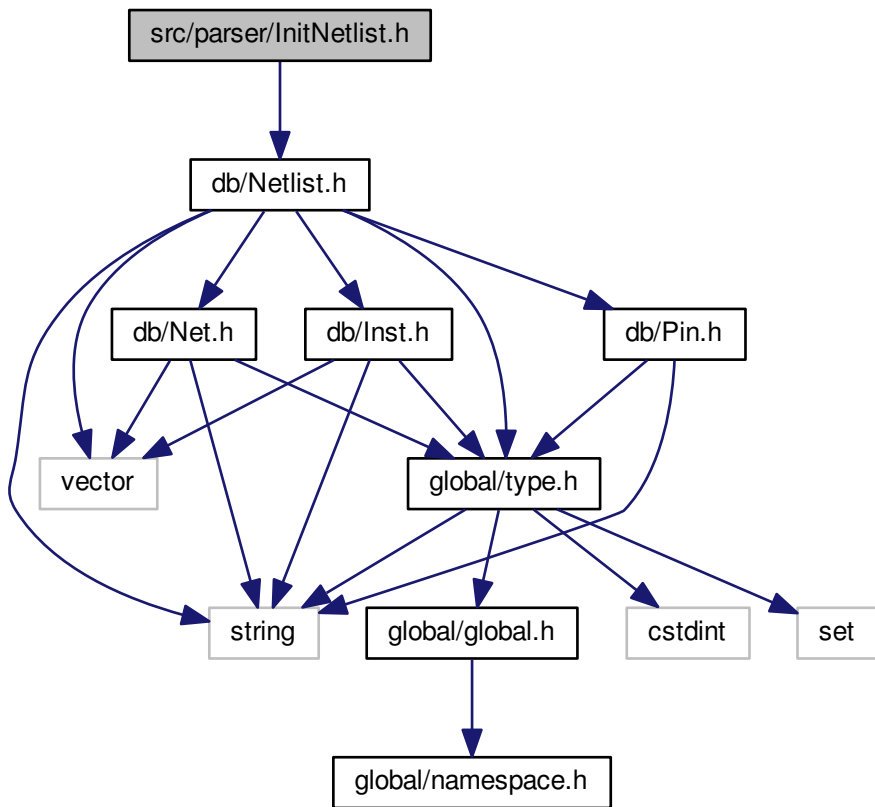 src/parser/InitNetlist.h
db/Netlist.h
db/Net.h
db/Inst.h
db/Pin.h
vector
global/type.h
string
global/global.h
cstdint
set
global/namespace.h